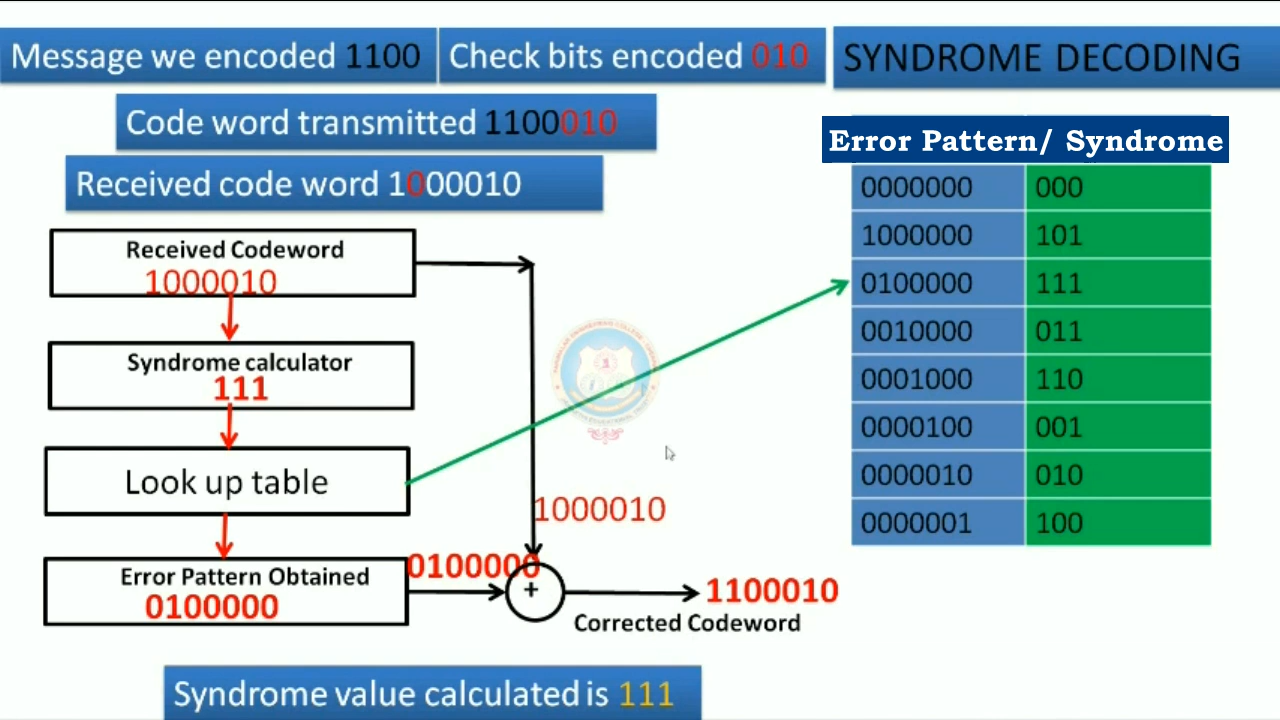 Message we encoded 1100
Check bits encoded 010
SYNDROME DECODING
Code word transmitted 1100010
Received code word 1000010
Error Pattern/ Syndrome
0000000 000
1000000 101
0100000 111
0010000 011
0001000 110
0000100 001
0000010 010
0000001 100
Received Codeword
1000010
Syndrome calculator
111
Look up table
1000010
Error Pattern Obtained
0100000
0100000
+
1100010
Corrected Codeword
Syndrome value calculated is 111